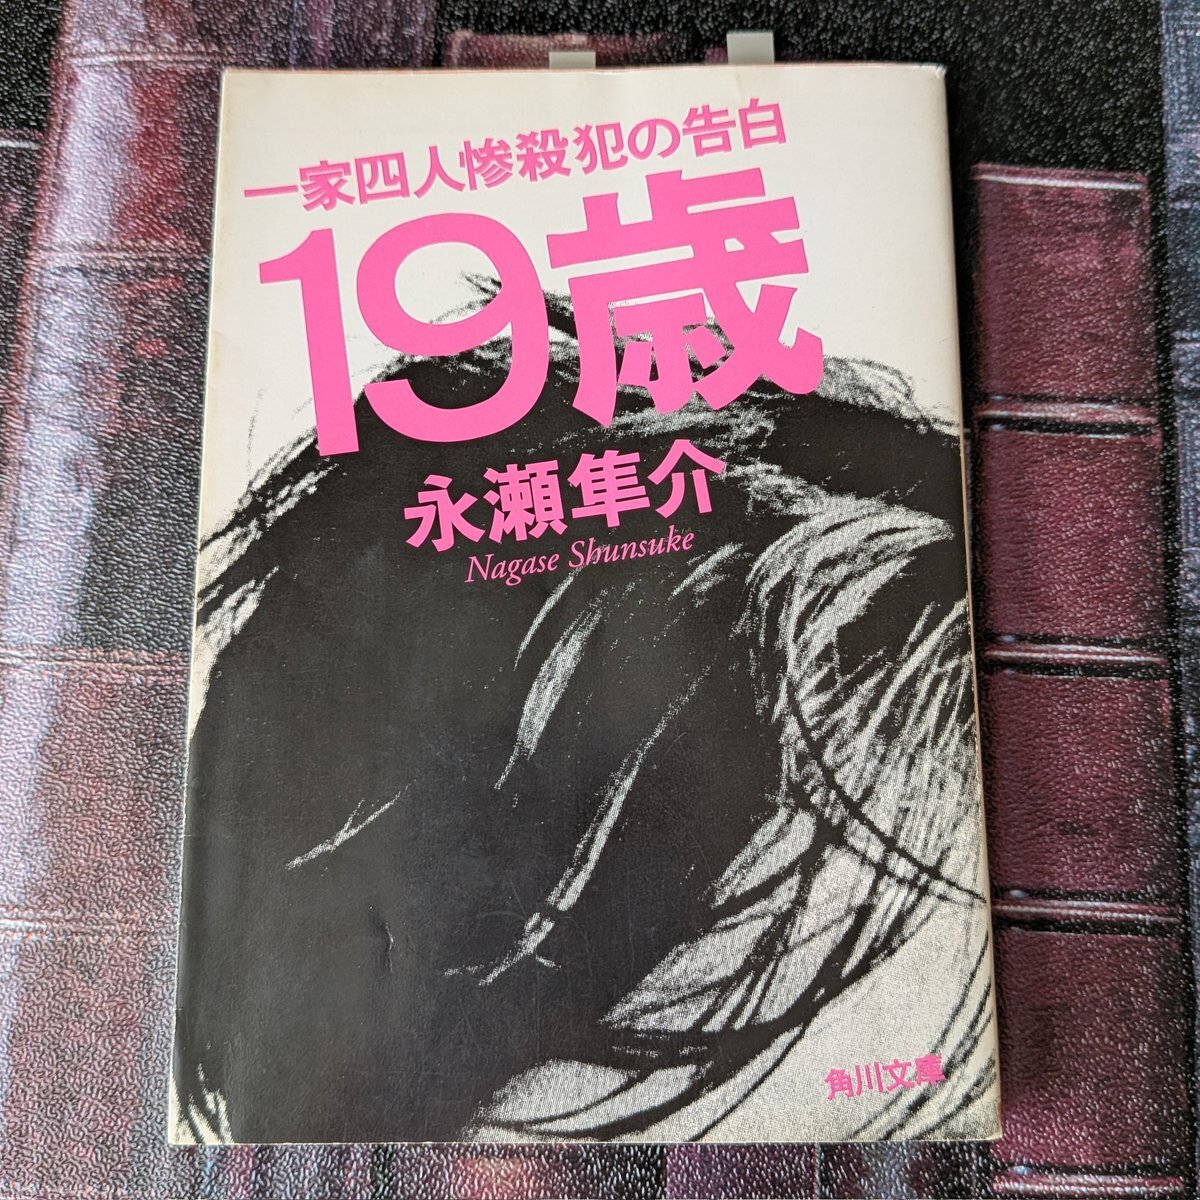 一家四人惨殺犯の告白
19歳
永瀬隼介
Nagase Shunsuke
角川文庫